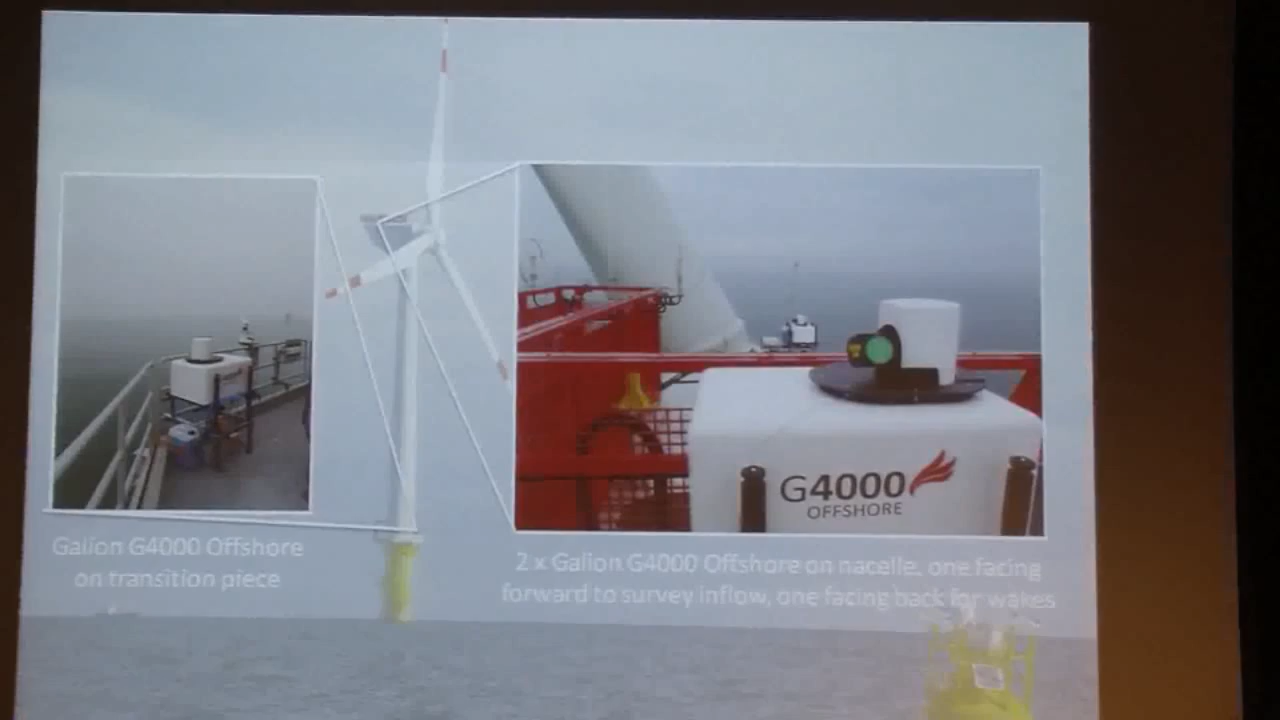 G4000
OFFSHORE
Galion G4000 Offshore
on transition piece
2 x Galion G4000 Offshore on nacelle, one facing
forward to survey inflow, one facing back for wakes